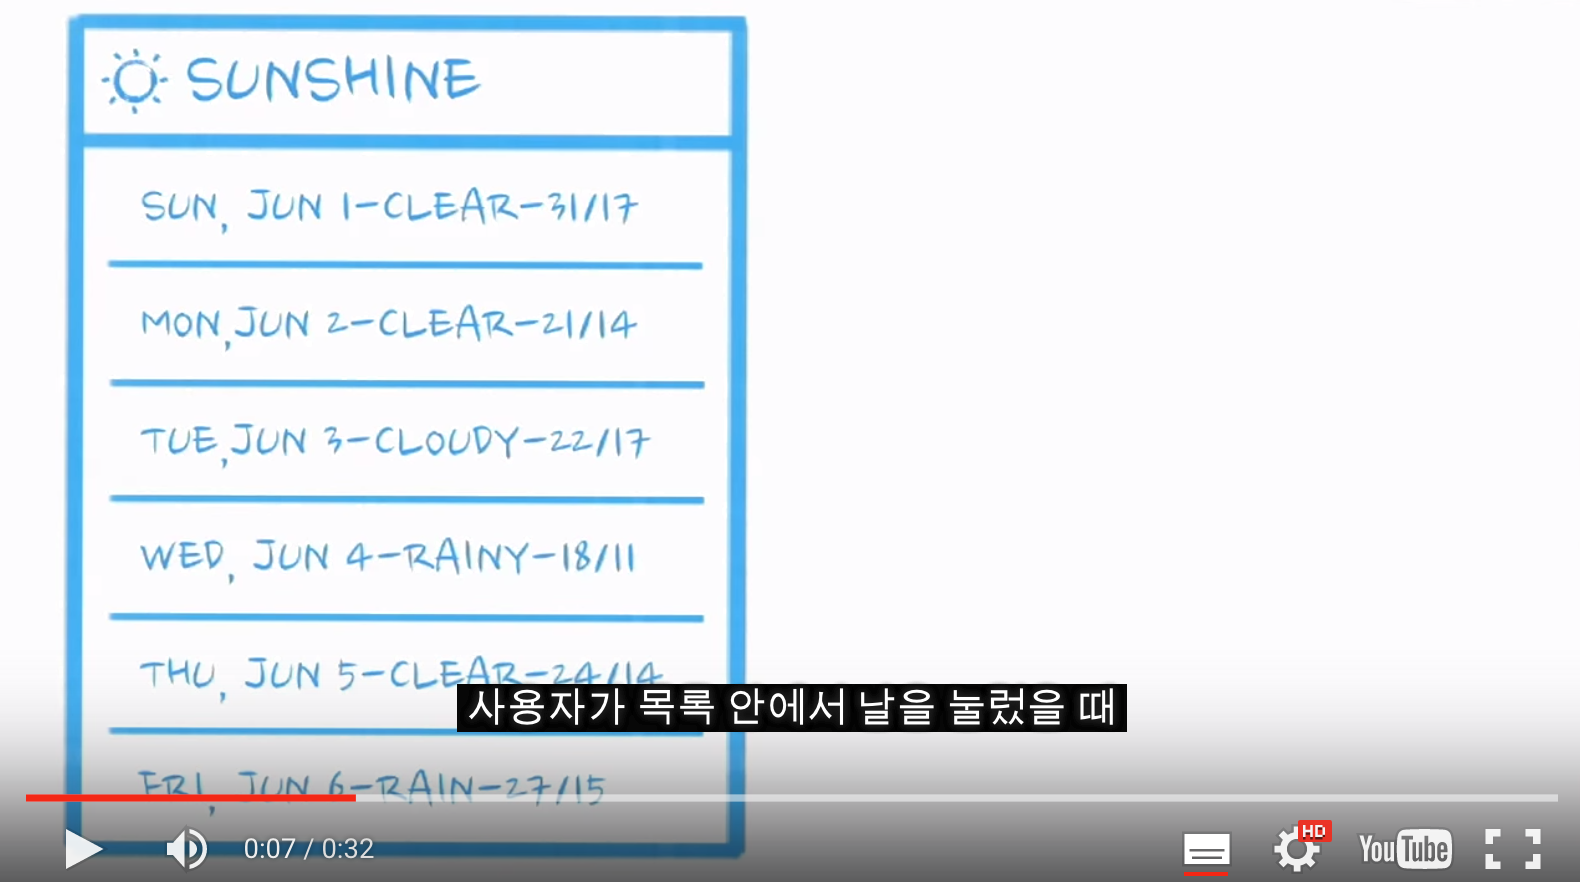 SUNSHINE
SUN, JUN 1-CLEAR-31/17
MON, JUN 2-CLEAR-21/14
TUE, JUN 3-CLOUDY-22/17
WED, JUN 4-RAINY-18/11
THU, JUN 5-CLEAR-24/14
사용자가 목록 안에서 날을 눌렀을 때
FRI, JUN 6-RAIN-27/15
0:07 / 0:32
HD
YouTube